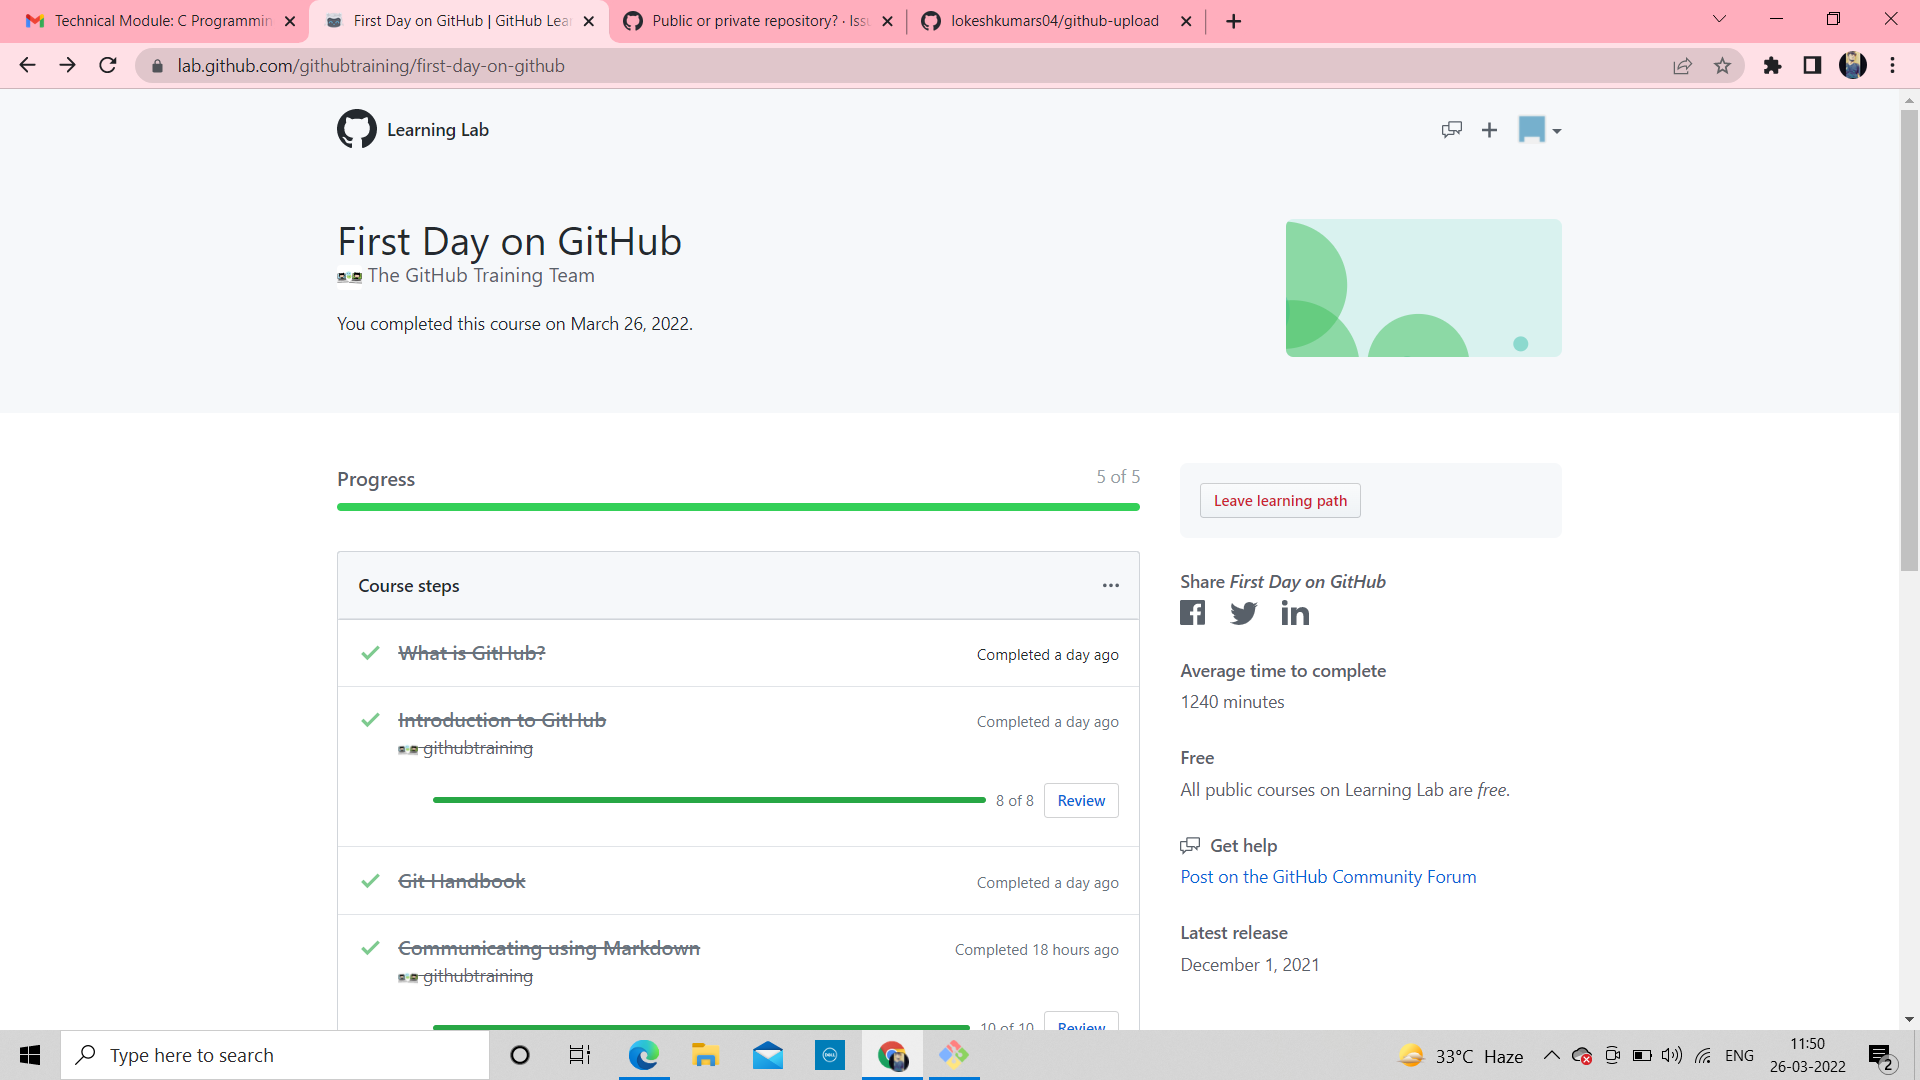 Technical Module: C Programmin
First Day on GitHub | GitHub Lea
Public or private repository? · Iss
lokeshkumars04/github-upload
lab.github.com/githubtraining/first-day-on-github
Learning Lab
First Day on GitHub
The GitHub Training Team
You completed this course on March 26, 2022.
Progress
5 of 5
Leave learning path
Course steps
What is GitHub?
Completed a day ago
Introduction to GitHub
Completed a day ago
githubtraining
8 of 8
Review
Git Handbook
Completed a day ago
Communicating using Markdown
Completed 18 hours ago
githubtraining
10 of 10
Review
Share First Day on GitHub
Average time to complete
1240 minutes
Free
All public courses on Learning Lab are free.
Get help
Post on the GitHub Community Forum
Latest release
December 1, 2021
Type here to search
DELL
33°C Haze
ENG
11:50
26-03-2022
2